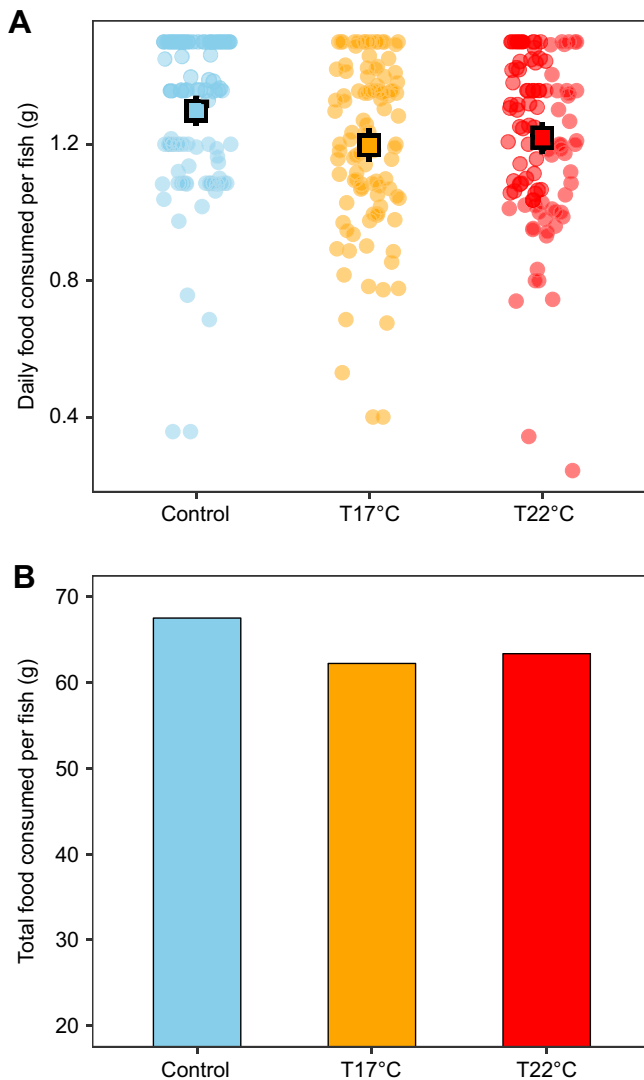 A
Daily food consumed per fish (g)
1.2
0.8
0.4
Control T17°C T22°C
B
Total food consumed per fish (g)
70
60
50
40
30
20
Control T17°C T22°C